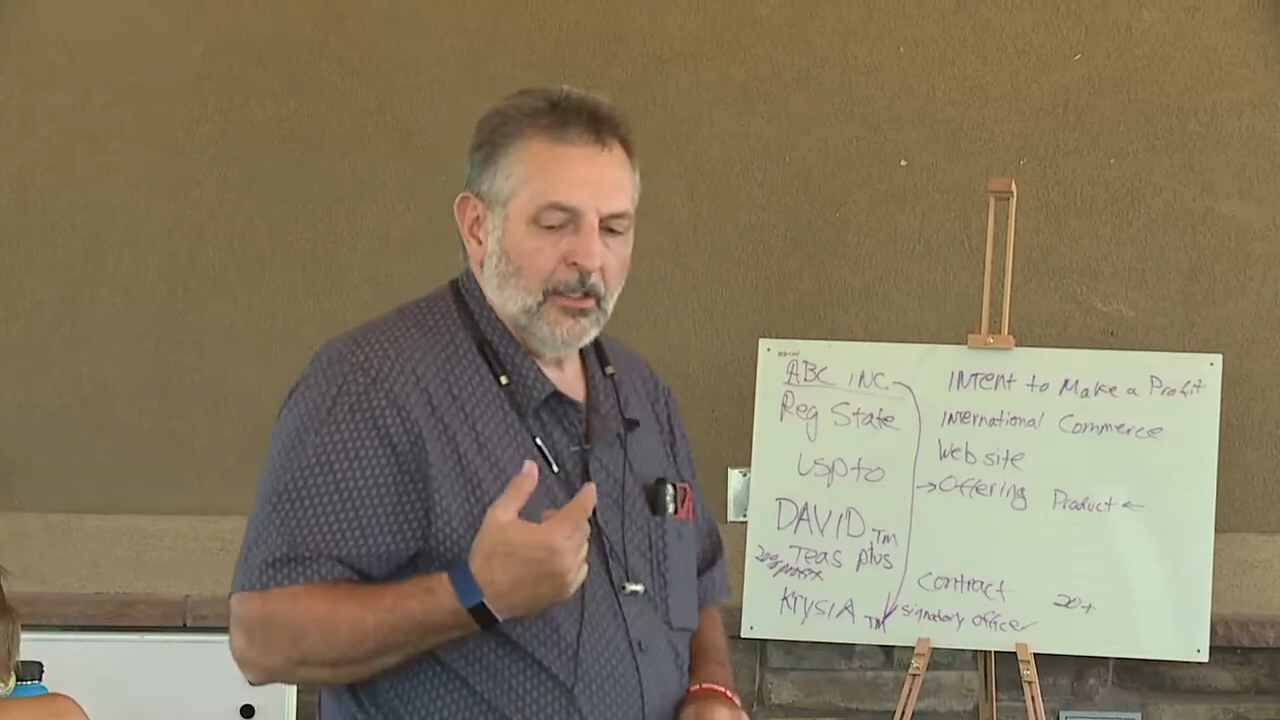 ABC INC
Reg State
USPTO
DAVID TM
Teas plus
KrysiA TM
INTENT to Make a Profit
INternational Commerce
Web site
→ Offering Product ←
Contract
20+
signatory officer